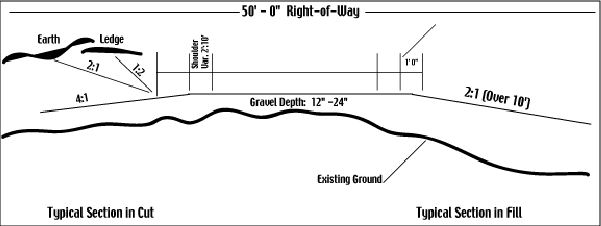 50' - 0" Right-of-Way
Earth
Ledge
2:1
1:2
Shoulder
Var. 2'.10"
1'0"
4:1
Gravel Depth: 12" -24"
2:1 (Over 10')
Existing Ground
Typical Section in Cut
Typical Section in Fill